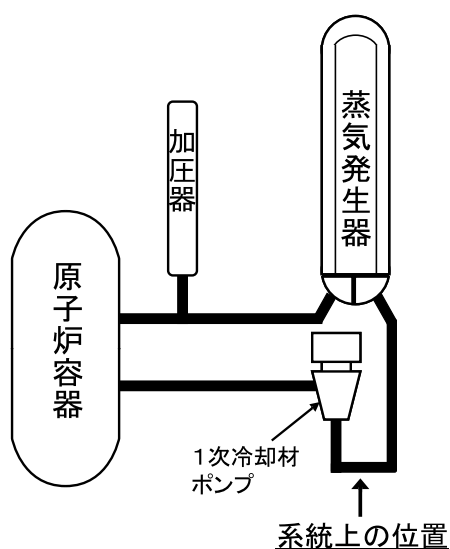 蒸気発生器
加圧器
原子炉容器
1次冷却材
ポンプ
系統上の位置